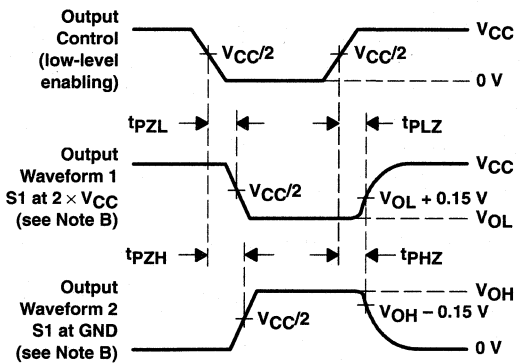 Output
Control
(low-level
enabling)
VCC/2
VCC/2
VCC
0 V
tPZL
tPLZ
Output
Waveform 1
S1 at 2 × VCC
(see Note B)
VCC/2
VCC
VOL + 0.15 V
VOL
tPZH
tPHZ
Output
Waveform 2
S1 at GND
(see Note B)
VCC/2
VOH
VOH − 0.15 V
0 V